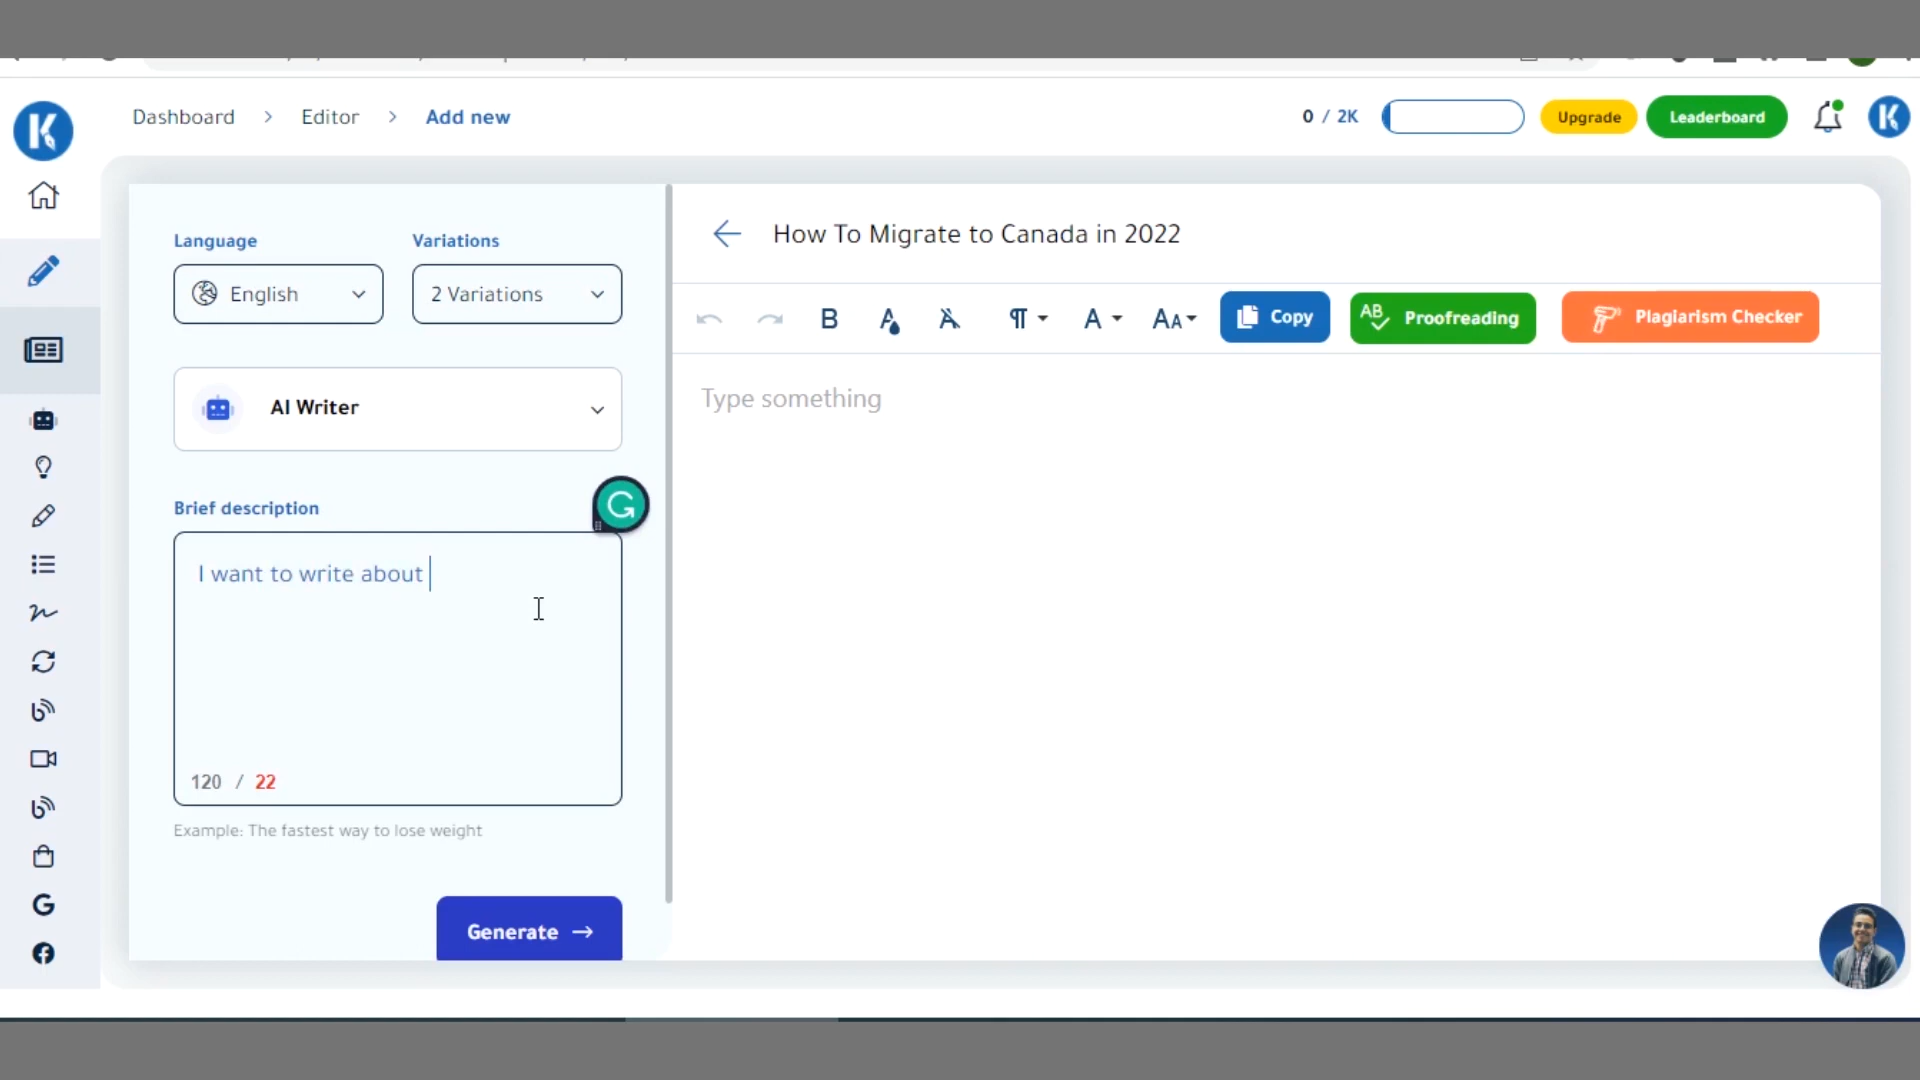 Dashboard > Editor > Add new
0 / 2K
Upgrade
Leaderboard
Language
Variations
English
2 Variations
AI Writer
Brief description
I want to write about
120 / 22
Example: The fastest way to lose weight
Generate →
How To Migrate to Canada in 2022
Copy
Proofreading
Plagiarism Checker
Type something